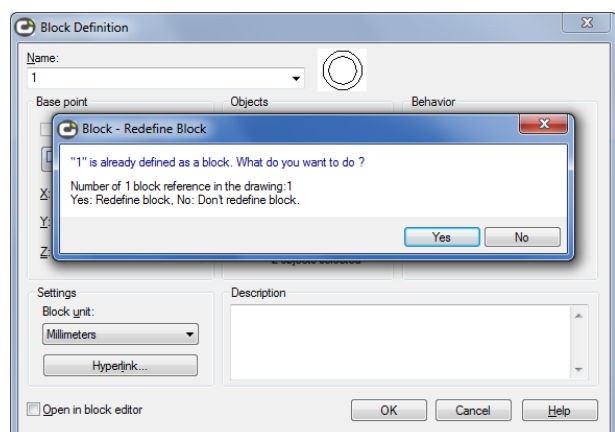 Block Definition
Name:
1
Base point
Objects
Behavior
Block - Redefine Block
"1" is already defined as a block. What do you want to do ?
Number of 1 block reference in the drawing:1
Yes: Redefine block, No: Don't redefine block.
X:
Y:
Z:
Yes
No
2 objects selected
Settings
Block unit:
Millimeters
Hyperlink...
Description
Open in block editor
OK
Cancel
Help